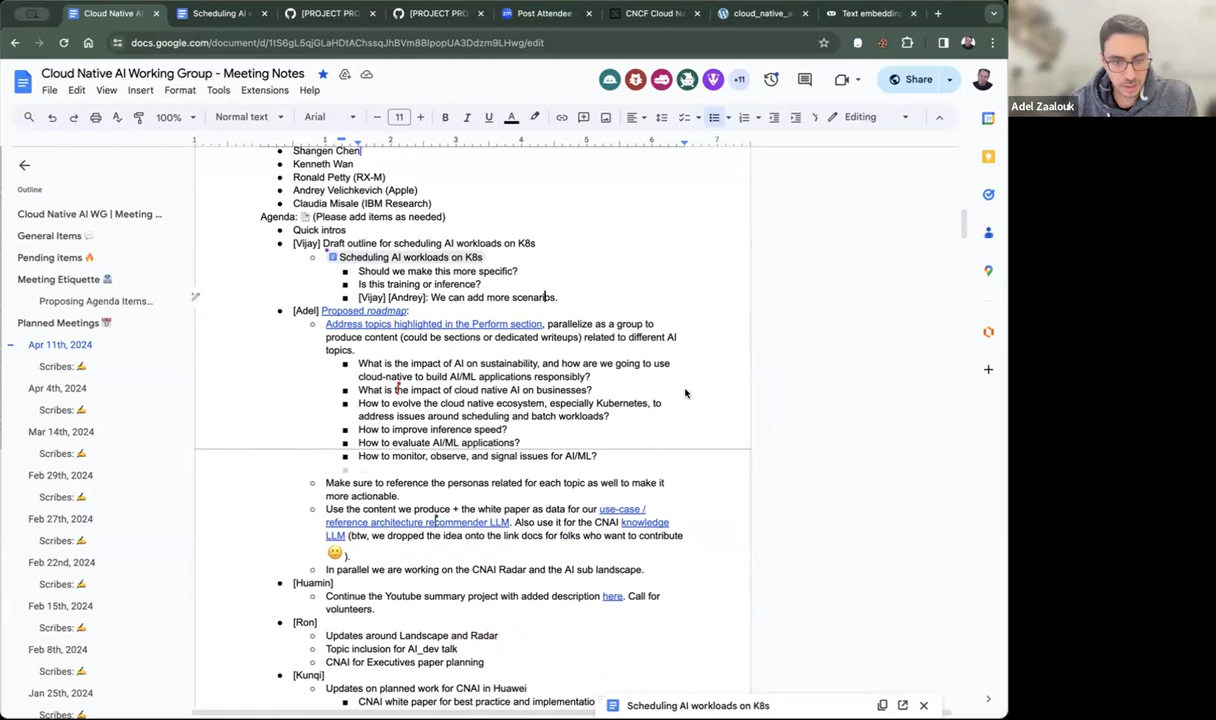 Cloud Native AI
Scheduling AI w
[PROJECT PRO
[PROJECT PRO
Post Attendee
CNCF Cloud Na
cloud_native_a
Text embedding
docs.google.com/document/d/1tS6gL5qjGLaHDtAChssqJhBVm8BlpopUA3Ddzm9LHwg/edit
Cloud Native AI Working Group - Meeting Notes
File Edit View Insert Format Tools Extensions Help
+11
Share
100% Normal text Arial 11 Editing
1 1 2 3 4 5 6 7
Outline
Cloud Native AI WG | Meeting ...
General Items 💬
Pending items 🔥
Meeting Etiquette
Proposing Agenda Items...
Planned Meetings 📅
Apr 11th, 2024
Scribes: ✍️
Apr 4th, 2024
Scribes: ✍️
Mar 14th, 2024
Scribes: ✍️
Feb 29th, 2024
Scribes: ✍️
Feb 27th, 2024
Scribes: ✍️
Feb 22nd, 2024
Scribes: ✍️
Feb 15th, 2024
Scribes: ✍️
Feb 8th, 2024
Scribes: ✍️
Jan 25th, 2024
Scribes: ✍️
● Shangen Chen
● Kenneth Wan
● Ronald Petty (RX-M)
● Andrey Velichkevich (Apple)
● Claudia Misale (IBM Research)
Agenda: 📄 (Please add items as needed)
● Quick intros
● [Vijay] Draft outline for scheduling AI workloads on K8s
○ Scheduling AI workloads on K8s
■ Should we make this more specific?
■ Is this training or inference?
■ [Vijay] [Andrey]: We can add more scenarios.
● [Adel] Proposed roadmap:
○ Address topics highlighted in the Perform section, parallelize as a group to
produce content (could be sections or dedicated writeups) related to different AI
topics.
■ What is the impact of AI on sustainability, and how are we going to use
cloud-native to build AI/ML applications responsibly?
■ What is the impact of cloud native AI on businesses?
■ How to evolve the cloud native ecosystem, especially Kubernetes, to
address issues around scheduling and batch workloads?
■ How to improve inference speed?
■ How to evaluate AI/ML applications?
■ How to monitor, observe, and signal issues for AI/ML?
■ ...
○ Make sure to reference the personas related for each topic as well to make it
more actionable.
○ Use the content we produce + the white paper as data for our use-case /
reference architecture recommender LLM. Also use it for the CNAI knowledge
LLM (btw, we dropped the idea onto the link docs for folks who want to contribute
🙂 ).
○ In parallel we are working on the CNAI Radar and the AI sub landscape.
● [Huamin]
○ Continue the Youtube summary project with added description here. Call for
volunteers.
● [Ron]
○ Updates around Landscape and Radar
○ Topic inclusion for AI_dev talk
○ CNAI for Executives paper planning
● [Kunqi]
○ Updates on planned work for CNAI in Huawei
■ CNAI white paper for best practice and implementatio
Scheduling AI workloads on K8s
Adel Zaalouk